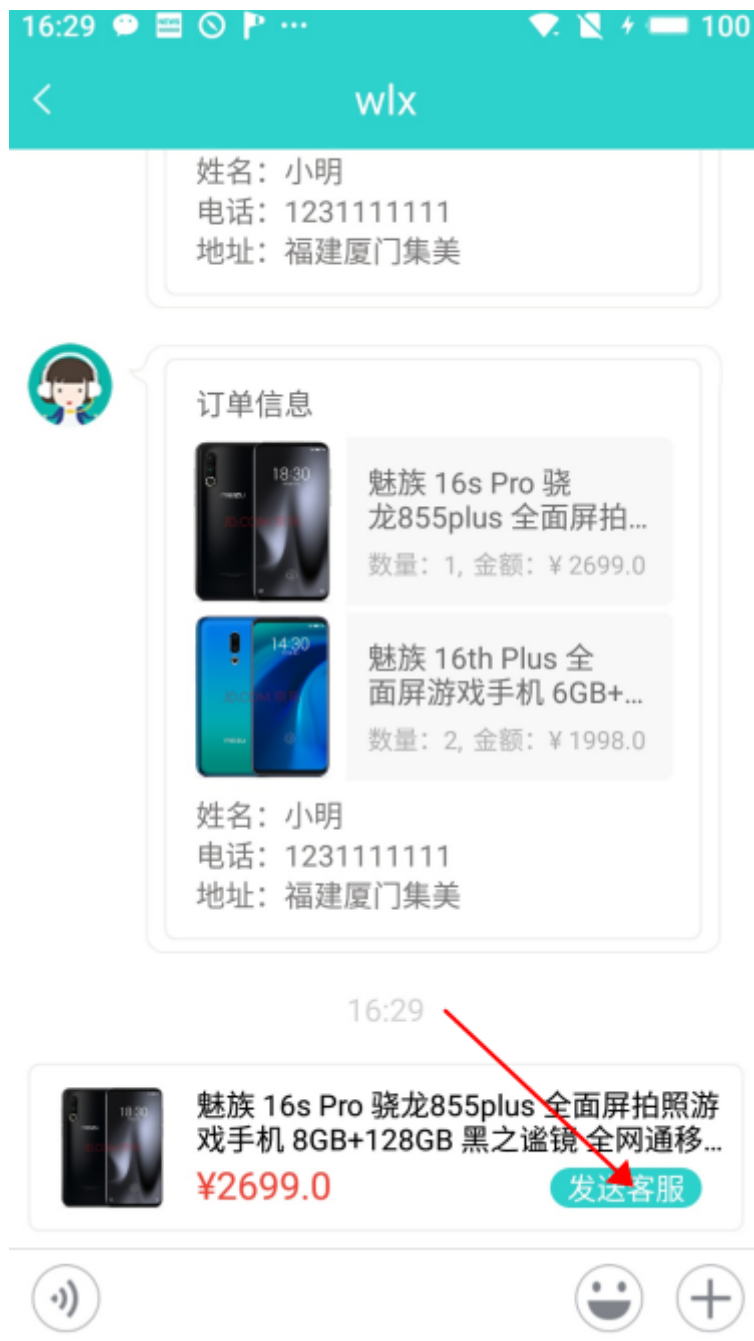 16:29 NEWS P ... 100
wlx
姓名：小明
电话：1231111111
地址：福建厦门集美
订单信息
18:30
魅族 16s Pro 骁
龙855plus 全面屏拍...
数量：1, 金额：¥ 2699.0
14:30
魅族 16th Plus 全
面屏游戏手机 6GB+...
数量：2, 金额：¥ 1998.0
姓名：小明
电话：1231111111
地址：福建厦门集美
16:29
18:30
魅族 16s Pro 骁龙855plus 全面屏拍照游
戏手机 8GB+128GB 黑之谧镜 全网通移...
¥2699.0
发送客服